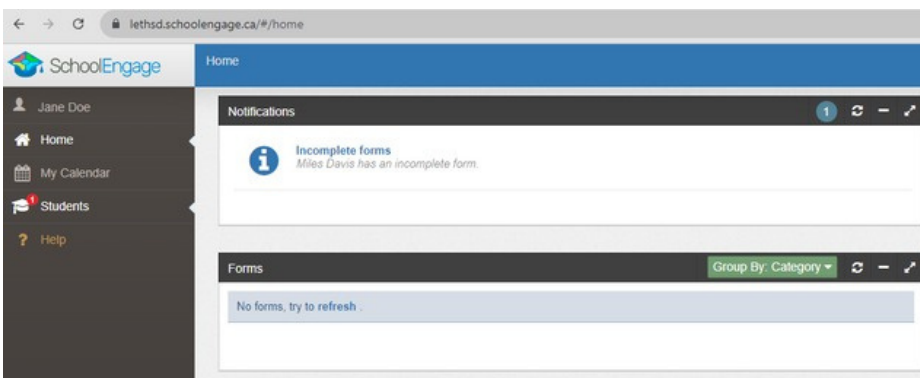 lethsd.schoolengage.ca/#/home
SchoolEngage
Home
Jane Doe
Home
My Calendar
1
Students
? Help
Notifications
1
Incomplete forms
Miles Davis has an incomplete form.
Forms
Group By: Category
No forms, try to refresh .